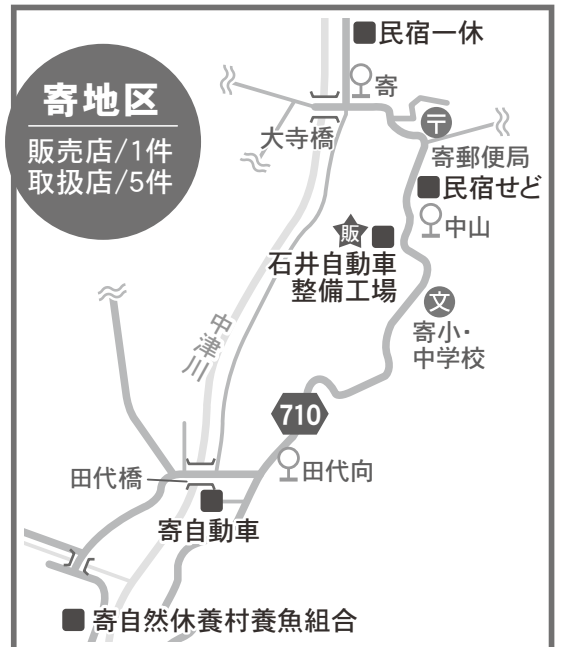 民宿一休
寄
寄地区
販売店/1件
取扱店/5件
大寺橋
〒
寄郵便局
民宿せど
中山
販
石井自動車
整備工場
文
寄小・
中学校
中津川
710
田代橋
田代向
寄自動車
寄自然休養村養魚組合